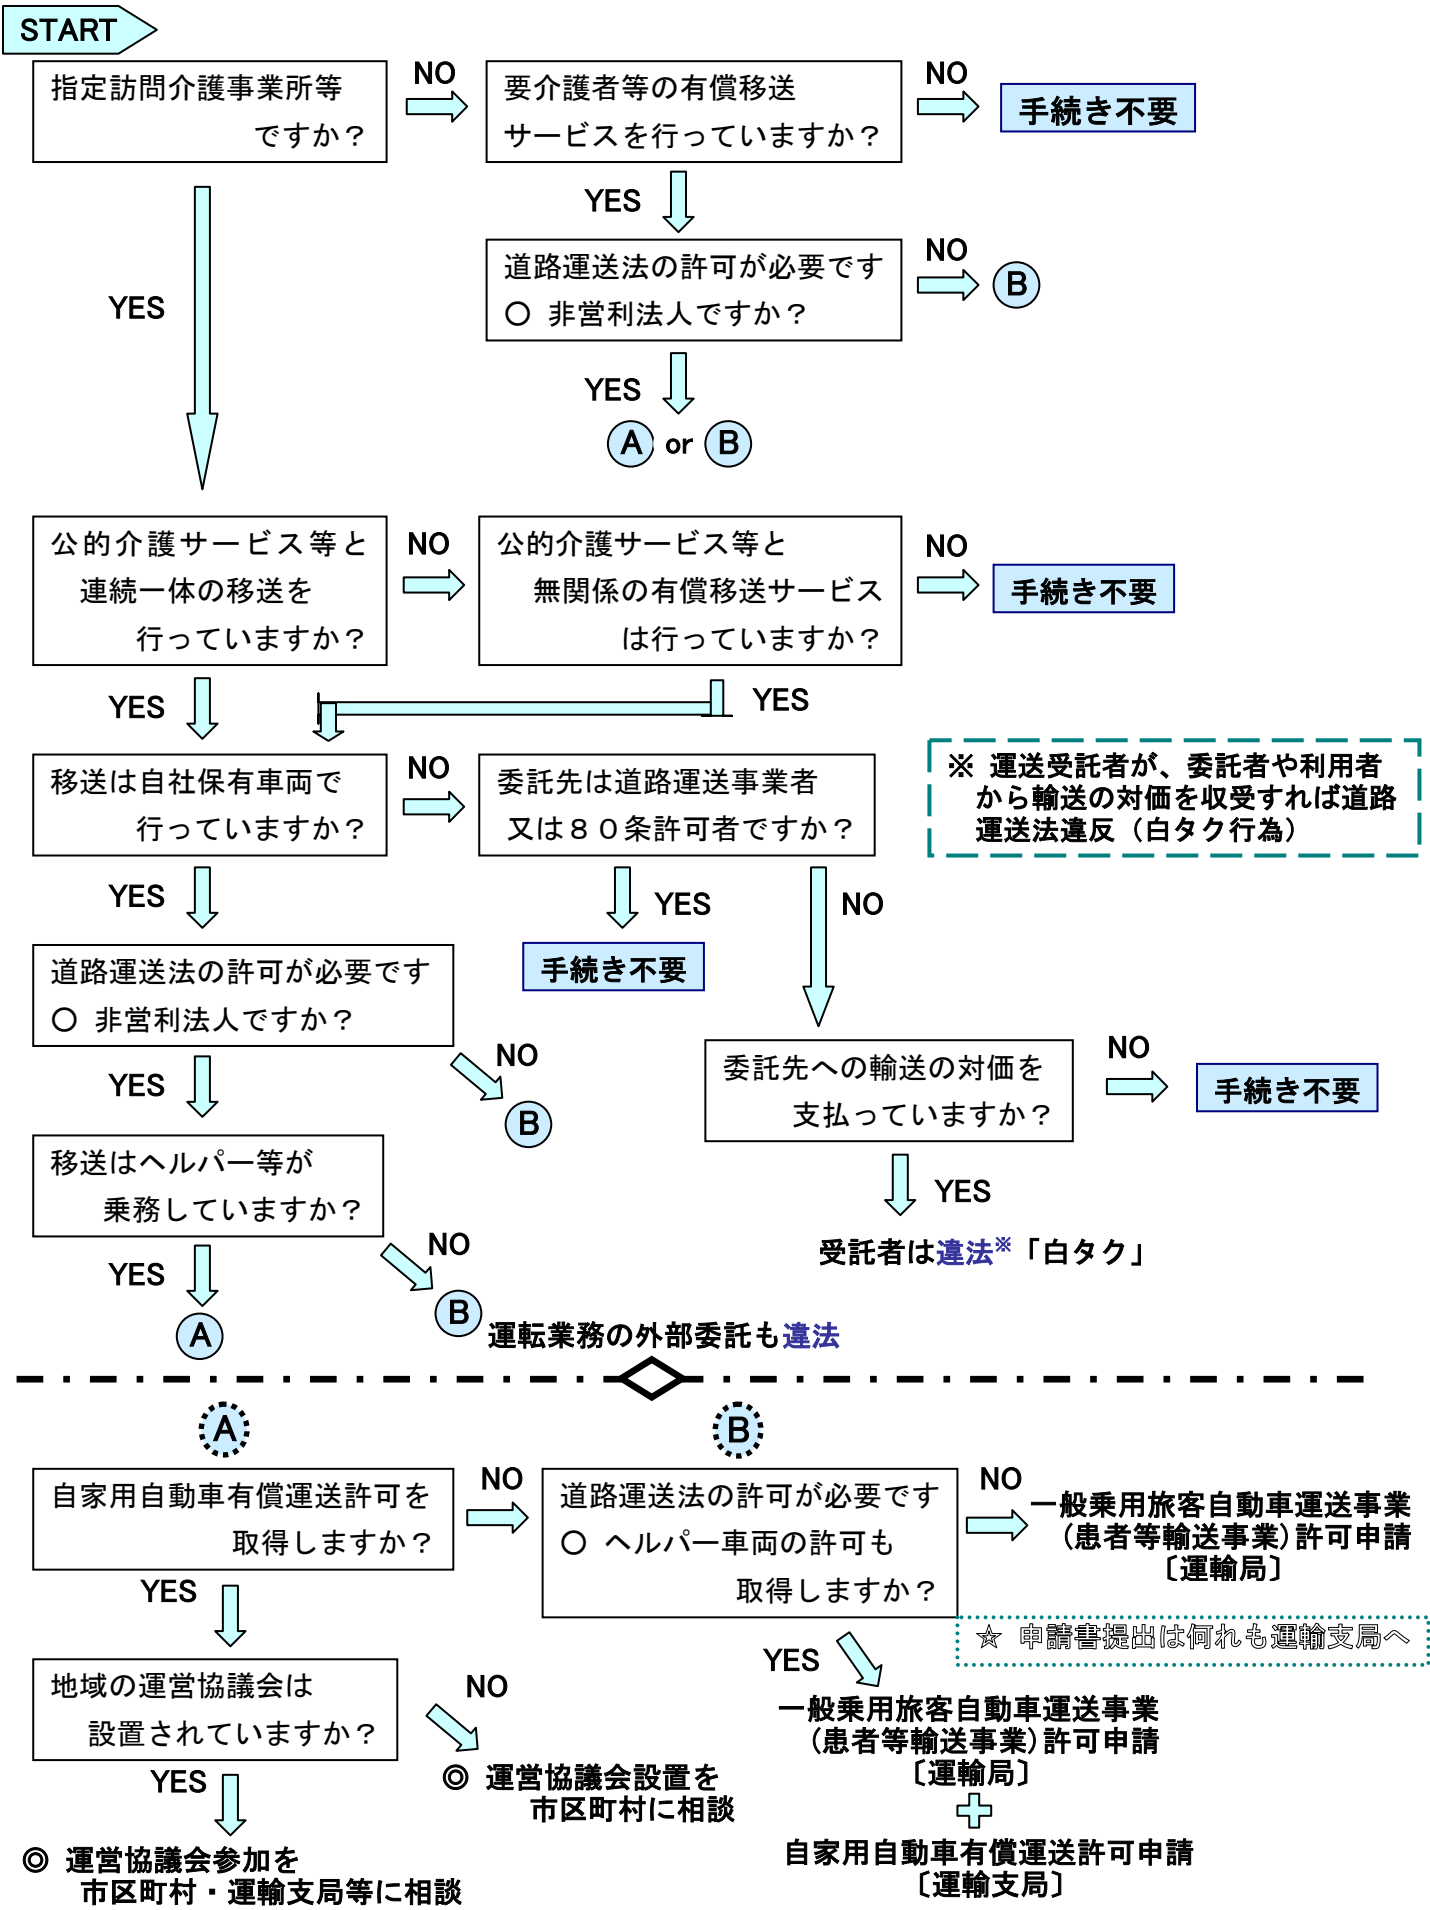 START
指定訪問介護事業所等
ですか？
NO
要介護者等の有償移送
サービスを行っていますか？
NO
手続き不要
YES
YES
道路運送法の許可が必要です
○ 非営利法人ですか？
NO
B
YES
A or B
公的介護サービス等と
連続一体の移送を
行っていますか？
NO
公的介護サービス等と
無関係の有償移送サービス
は行っていますか？
NO
手続き不要
YES
YES
移送は自社保有車両で
行っていますか？
NO
委託先は道路運送事業者
又は８０条許可者ですか？
※ 運送受託者が、委託者や利用者
から輸送の対価を収受すれば道路
運送法違反（白タク行為）
YES
YES
NO
手続き不要
道路運送法の許可が必要です
○ 非営利法人ですか？
NO
B
YES
委託先への輸送の対価を
支払っていますか？
NO
手続き不要
移送はヘルパー等が
乗務していますか？
YES
受託者は違法※「白タク」
NO
YES
B
A
運転業務の外部委託も違法
A
B
自家用自動車有償運送許可を
取得しますか？
NO
道路運送法の許可が必要です
○ ヘルパー車両の許可も
取得しますか？
NO
一般乗用旅客自動車運送事業
(患者等輸送事業)許可申請
〔運輸局〕
YES
☆ 申請書提出は何れも運輸支局へ
YES
地域の運営協議会は
設置されていますか？
NO
一般乗用旅客自動車運送事業
(患者等輸送事業)許可申請
〔運輸局〕
◎ 運営協議会設置を
市区町村に相談
YES
自家用自動車有償運送許可申請
〔運輸支局〕
◎ 運営協議会参加を
市区町村・運輸支局等に相談